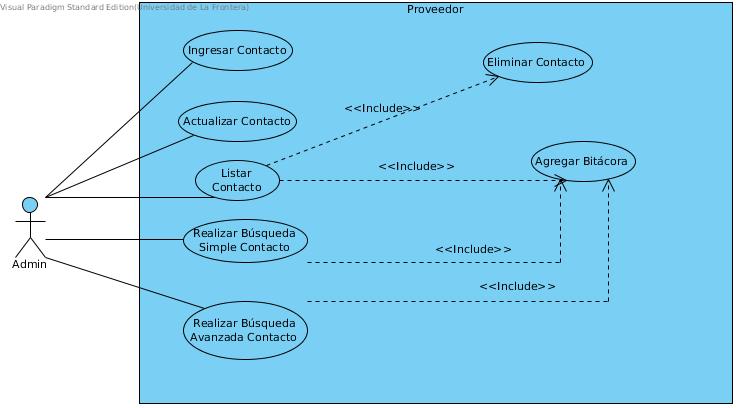 Visual Paradigm Standard Edition(Universidad de La Frontera)
Proveedor
Ingresar Contacto
Eliminar Contacto
<<Include>>
Actualizar Contacto
Agregar Bitácora
<<Include>>
Listar
Contacto
Realizar Búsqueda
Simple Contacto
<<Include>>
Admin
<<Include>>
Realizar Búsqueda
Avanzada Contacto